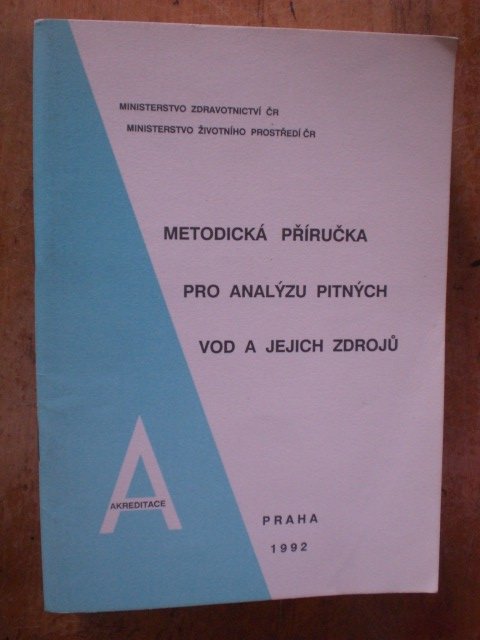 MINISTERSTVO ZDRAVOTNICTVÍ ČR
MINISTERSTVO ŽIVOTNÍHO PROSTŘEDÍ ČR
METODICKÁ PŘÍRUČKA
PRO ANALÝZU PITNÝCH
VOD A JEJICH ZDROJŮ
A
AKREDITACE
PRAHA
1992